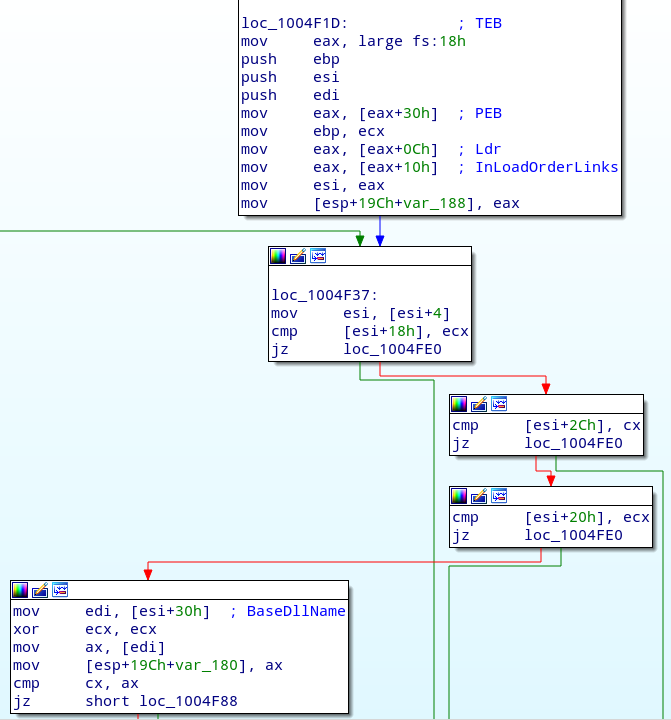 loc_1004F1D: ; TEB
mov eax, large fs:18h
push ebp
push esi
push edi
mov eax, [eax+30h] ; PEB
mov ebp, ecx
mov eax, [eax+0Ch] ; Ldr
mov eax, [eax+10h] ; InLoadOrderLinks
mov esi, eax
mov [esp+19Ch+var_188], eax
loc_1004F37:
mov esi, [esi+4]
cmp [esi+18h], ecx
jz loc_1004FE0
cmp [esi+2Ch], cx
jz loc_1004FE0
cmp [esi+20h], ecx
jz loc_1004FE0
mov edi, [esi+30h] ; BaseDllName
xor ecx, ecx
mov ax, [edi]
mov [esp+19Ch+var_180], ax
cmp cx, ax
jz short loc_1004F88